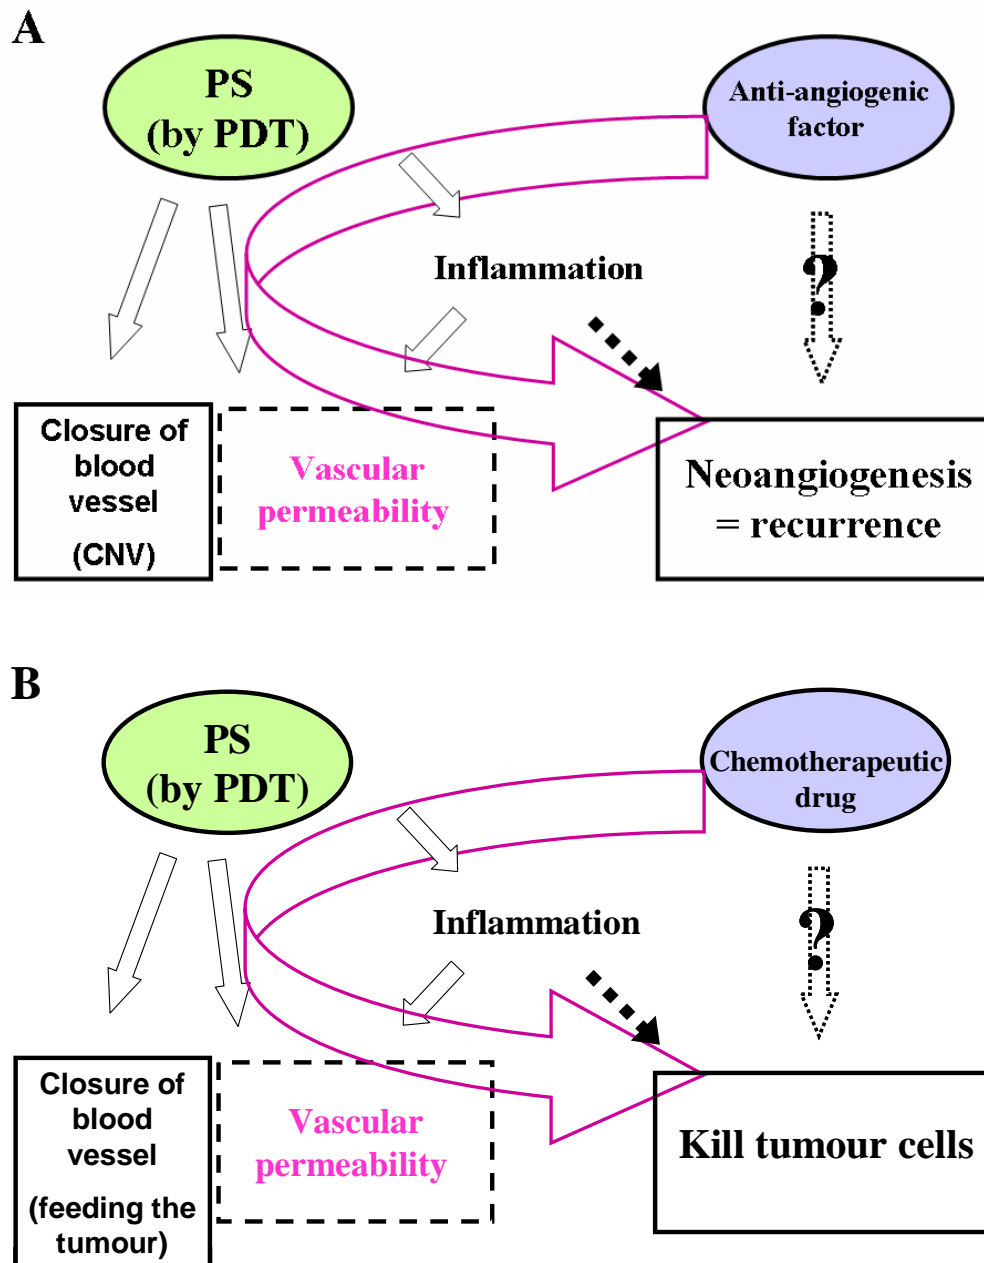 A
PS
(by PDT)
Anti-angiogenic
factor
Inflammation
?
Closure of
blood
vessel
(CNV)
Vascular
permeability
Neoangiogenesis
= recurrence
B
PS
(by PDT)
Chemotherapeutic
drug
Inflammation
?
Closure of
blood
vessel
(feeding the
tumour)
Vascular
permeability
Kill tumour cells